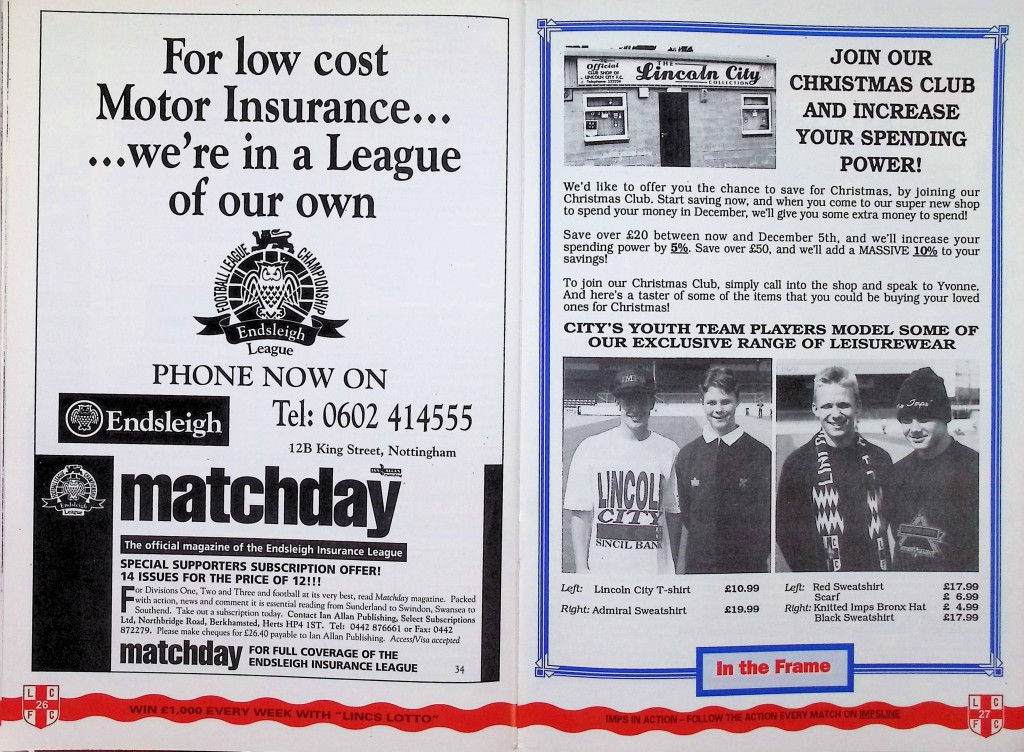 For low cost
Motor Insurance...
...we're in a League
of our own
FOOTBALL LEAGUE CHAMPIONSHIP
Endsleigh
League
PHONE NOW ON
Endsleigh
Tel: 0602 414555
12B King Street, Nottingham
Endsleigh
League
IAN ALLAN
matchday
The official magazine of the Endsleigh Insurance League
SPECIAL SUPPORTERS SUBSCRIPTION OFFER!
14 ISSUES FOR THE PRICE OF 12!!!
For Divisions One, Two and Three and football at its very best, read Matchday magazine. Packed
with action, news and comment it is essential reading from Sunderland to Swindon, Swansea to
Southend. Take out a subscription today. Contact Ian Allan Publishing, Select Subscriptions
Ltd, Northbridge Road, Berkhamsted, Herts HP4 1ST. Tel: 0442 876661 or Fax: 0442
872279. Please make cheques for £26.40 payable to Ian Allan Publishing. Access/Visa accepted
matchday FOR FULL COVERAGE OF THE
ENDSLEIGH INSURANCE LEAGUE
34
L C
26
F C
WIN £1,000 EVERY WEEK WITH "LINCS LOTTO"
Official
CLUB SHOP OF
LINCOLN CITY F.C.
THE
Lincoln City
COLLECTION
JOIN OUR
CHRISTMAS CLUB
AND INCREASE
YOUR SPENDING
POWER!
We'd like to offer you the chance to save for Christmas, by joining our
Christmas Club. Start saving now, and when you come to our super new shop
to spend your money in December, we'll give you some extra money to spend!
Save over £20 between now and December 5th, and we'll increase your
spending power by 5%. Save over £50, and we'll add a MASSIVE 10% to your
savings!
To join our Christmas Club, simply call into the shop and speak to Yvonne.
And here's a taster of some of the items that you could be buying your loved
ones for Christmas!
CITY'S YOUTH TEAM PLAYERS MODEL SOME OF
OUR EXCLUSIVE RANGE OF LEISUREWEAR
LINCOL
CITY
SINCIL BAN
Imps
Left: Lincoln City T-shirt £10.99
Right: Admiral Sweatshirt £19.99
Left: Red Sweatshirt £17.99
Scarf £ 6.99
Right: Knitted Imps Bronx Hat £ 4.99
Black Sweatshirt £17.99
In the Frame
IMPS IN ACTION – FOLLOW THE ACTION EVERY MATCH ON IMPSLINE
L C
27
F C